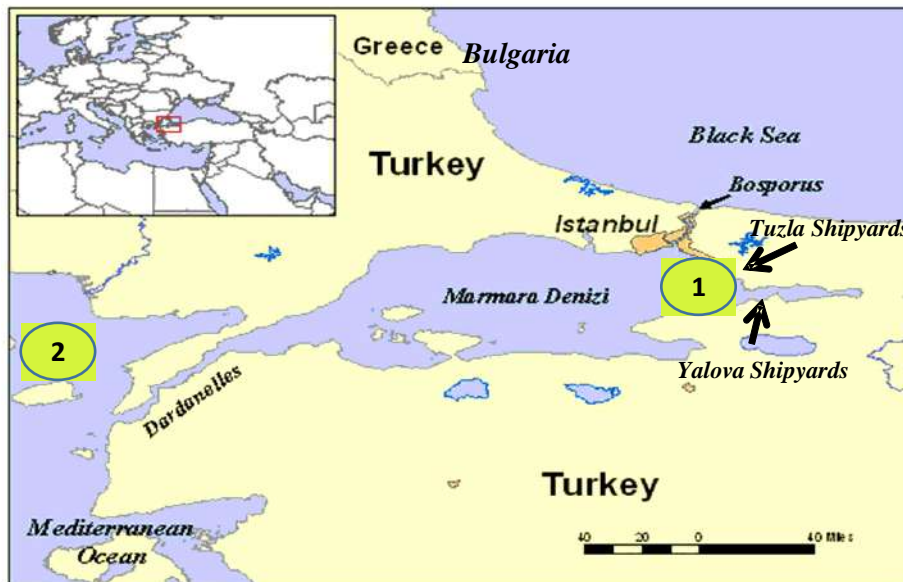 Greece
Bulgaria
Black Sea
Turkey
Bosporus
Istanbul
Tuzla Shipyards
1
Marmara Denizi
2
Yalova Shipyards
Dardanelles
Turkey
Mediterranean
Ocean
40 20 0 40 Miles